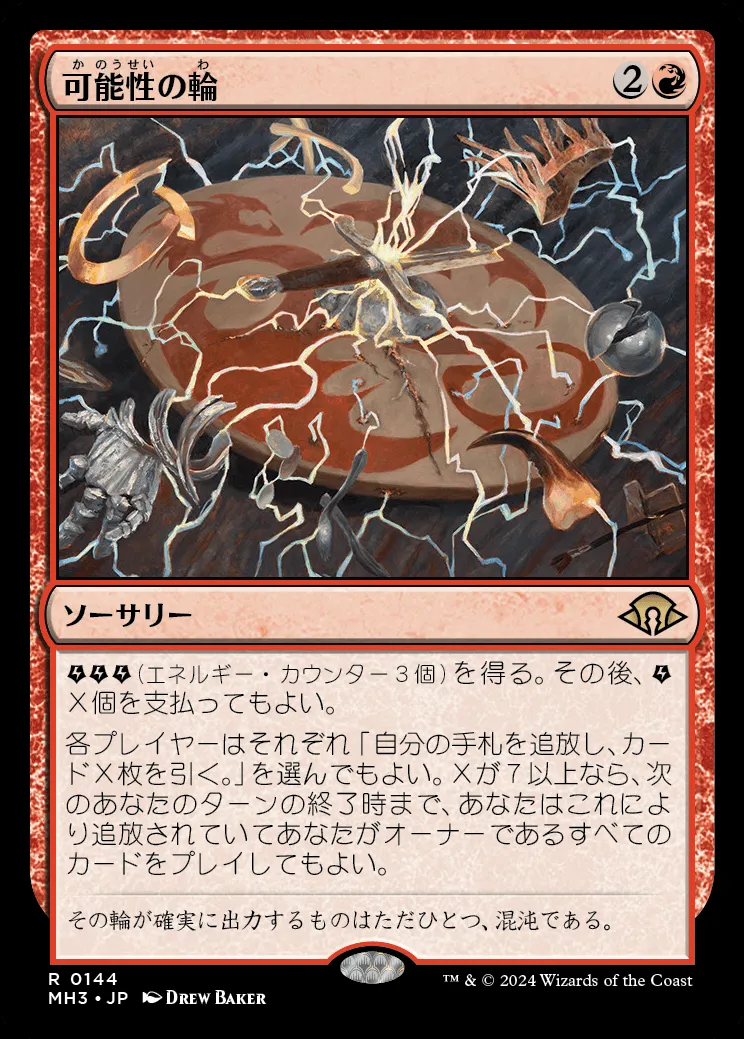 かのうせい わ
可能性の輪 2
ソーサリー
(エネルギー・カウンター3個)を得る。その後、
X個を支払ってもよい。
各プレイヤーはそれぞれ「自分の手札を追放し、カー
ドX枚を引く。」を選んでもよい。Xが7以上なら、次
のあなたのターンの終了時まで、あなたはこれによ
り追放されていてあなたがオーナーであるすべての
カードをプレイしてもよい。
その輪が確実に出力するものはただひとつ、混沌である。
R 0144
MH3・JP DREW BAKER
™ & © 2024 Wizards of the Coast